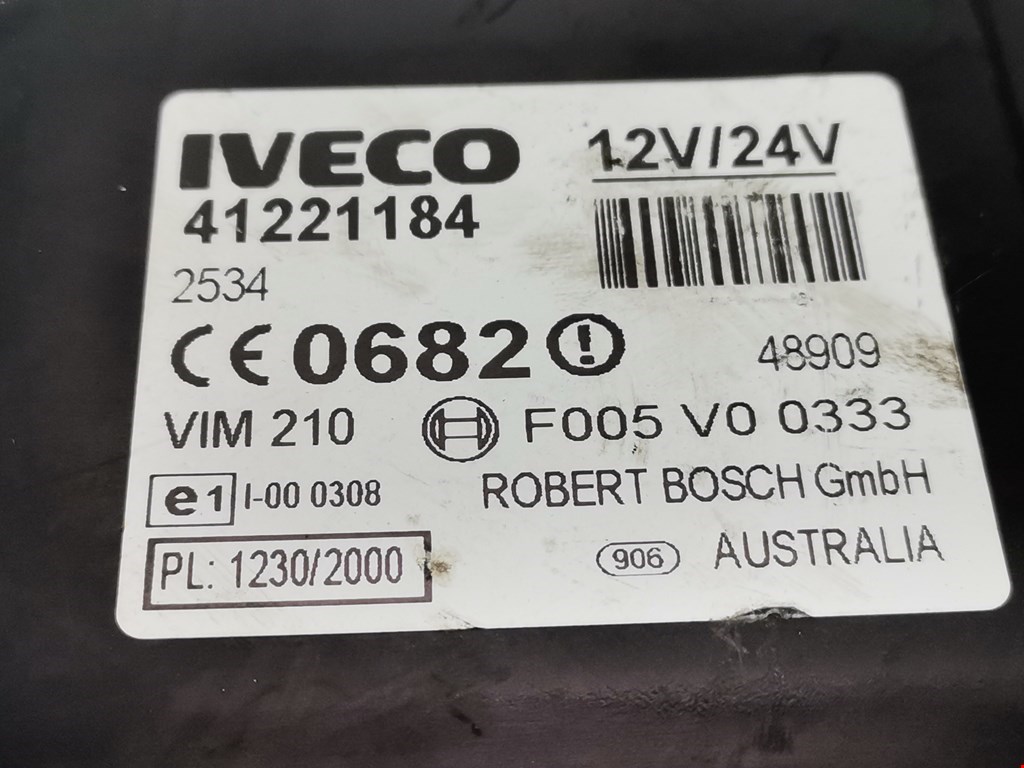 IVECO 12V/24V
41221184
2534
CE 0682 48909
VIM 210 F005 V0 0333
e1 I-00 0308 ROBERT BOSCH GmbH
PL: 1230/2000 906 AUSTRALIA